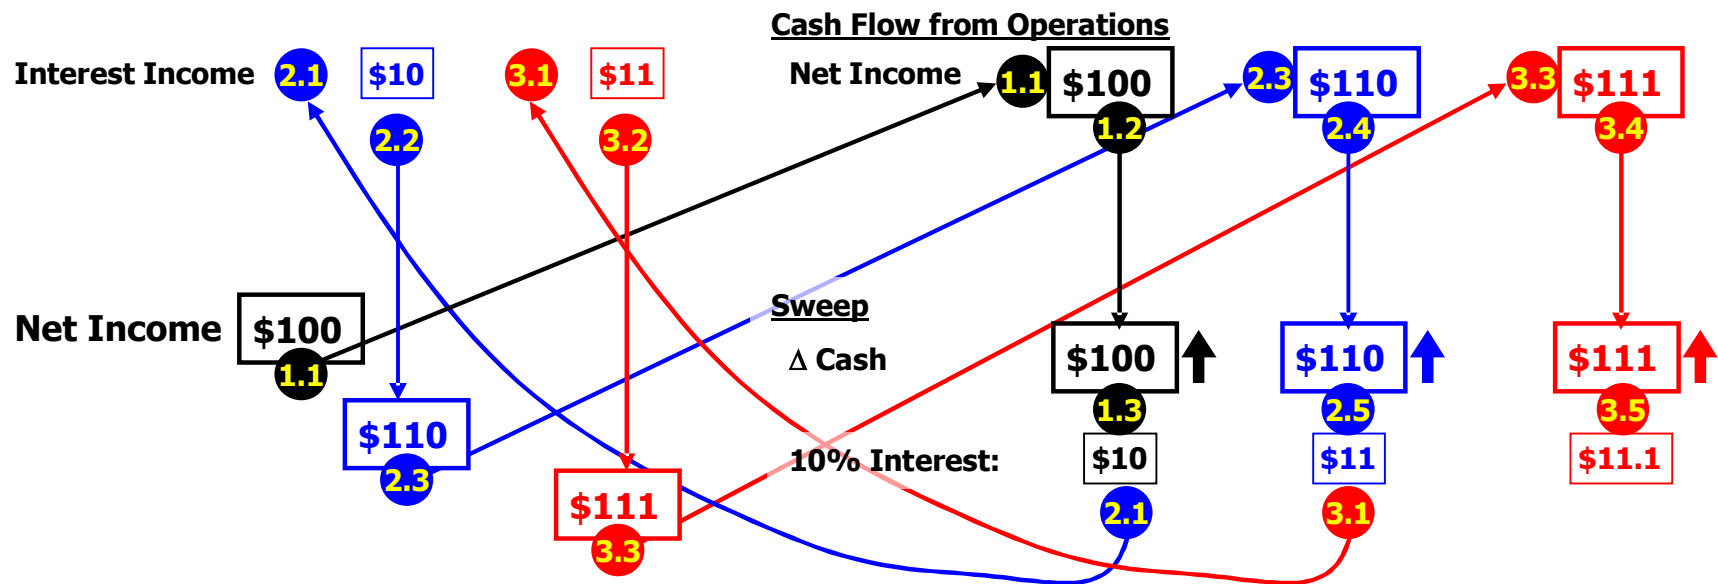 Cash Flow from Operations
Interest Income 2.1 $10 3.1 $11 Net Income 1.1 $100 2.3 $110 3.3 $111
2.2 3.2 1.2 2.4 3.4
Sweep
Net Income $100 Δ Cash $100 $110 $111
1.1 1.3 2.5 3.5
$110 10% Interest: $10 $11 $11.1
2.3
$111 2.1 3.1
3.3